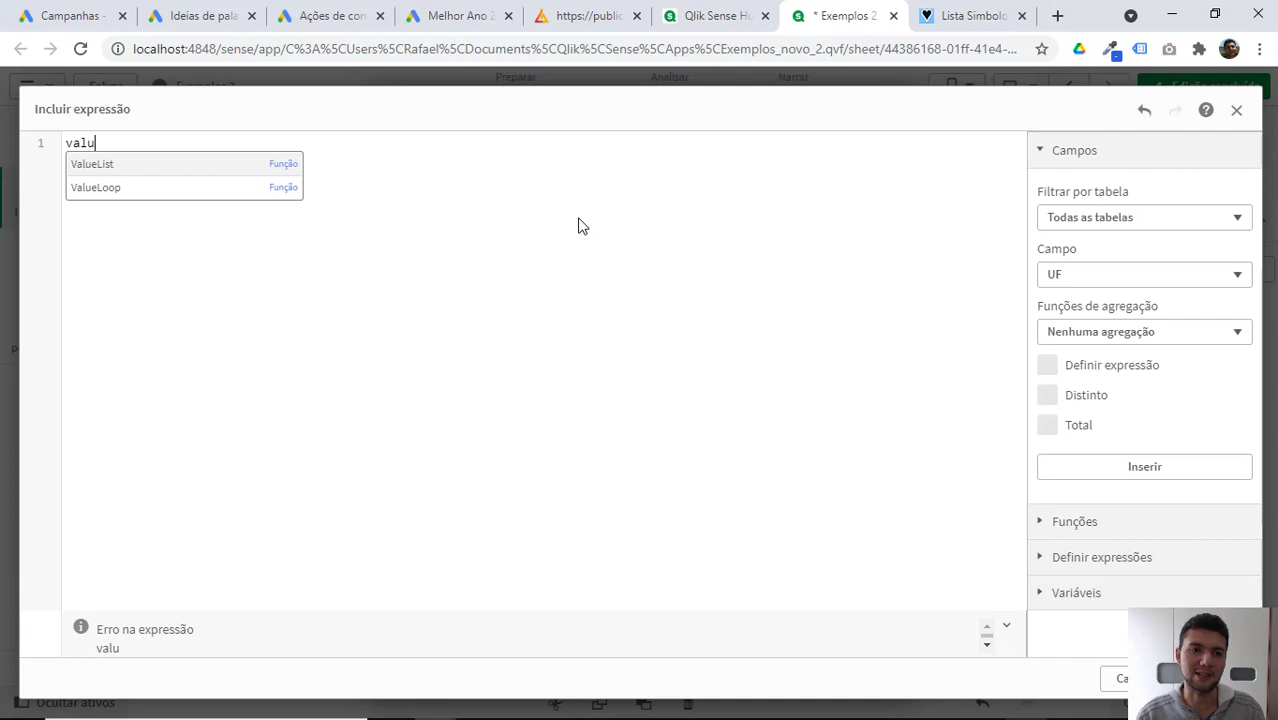 Campanhas -
Ideias de pala
Ações de con
Melhor Ano 2
https://public
Qlik Sense Hu
* Exemplos 2
Lista Simbolo
localhost:4848/sense/app/C%3A%5CUsers%5CRafael%5CDocuments%5CQlik%5CSense%5CApps%5CExemplos_novo_2.qvf/sheet/44386168-01ff-41e4-...
Preparar
Analisar
Narrar
Incluir expressão
1
valu
ValueList Função
ValueLoop Função
Campos
Filtrar por tabela
Todas as tabelas
Campo
UF
Funções de agregação
Nenhuma agregação
Definir expressão
Distinto
Total
Inserir
Funções
Definir expressões
Variáveis
Erro na expressão
valu
Ca
Ocultar ativos